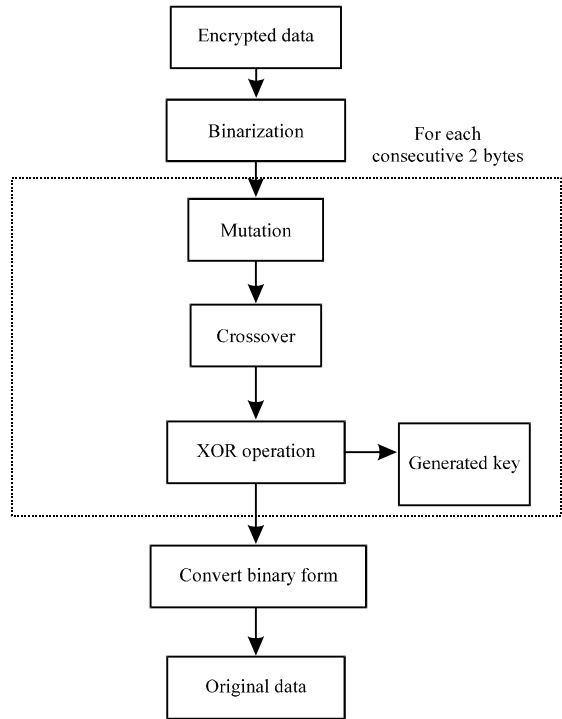 Encrypted data
Binarization
For each
consecutive 2 bytes
Mutation
Crossover
XOR operation
Generated key
Convert binary form
Original data